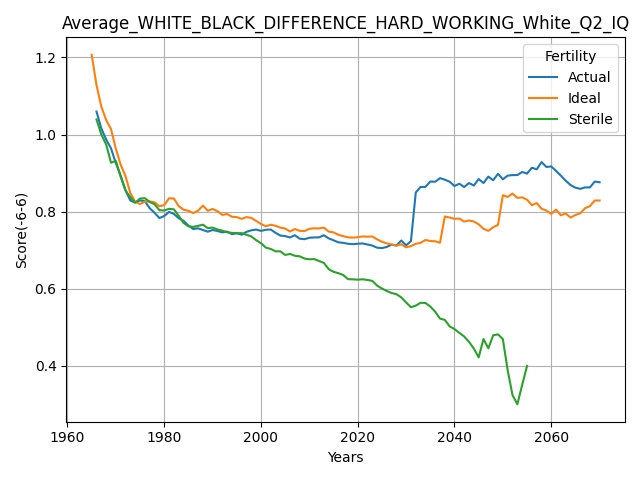 Average_WHITE_BLACK_DIFFERENCE_HARD_WORKING_White_Q2_IQ
Fertility
Actual
Ideal
Sterile
1.2
1.0
0.8
0.6
0.4
Score(-6-6)
1960
1980
2000
2020
2040
2060
Years